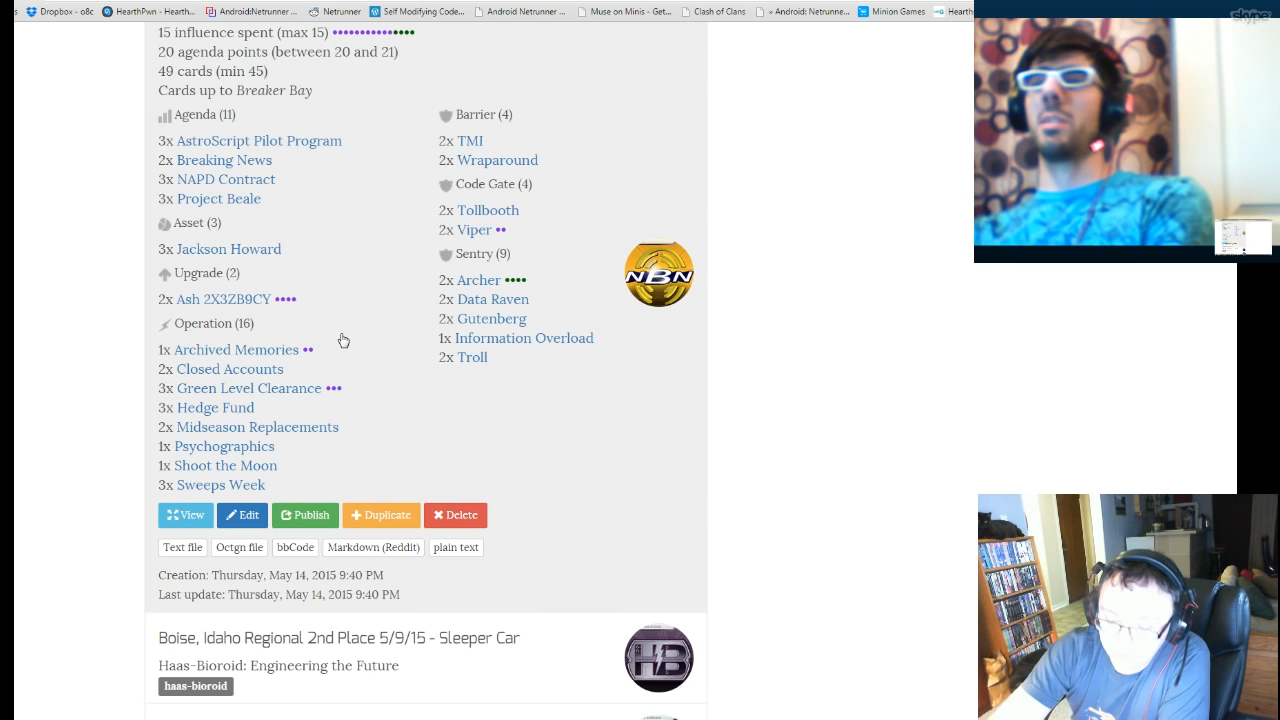 s
Dropbox - o8c
HearthPwn - Hearth
AndroidNetrunner -
Netrunner
Self Modifying Code
Android Netrunner -
Muse on Minis - Get...
Clash of Clans
» Android: Netrunne...
Simulation Games -
Hearth
skype
15 influence spent (max 15)
20 agenda points (between 20 and 21)
49 cards (min 45)
Cards up to Breaker Bay
Agenda (11)
3x AstroScript Pilot Program
2x Breaking News
3x NAPD Contract
3x Project Beale
Asset (3)
3x Jackson Howard
Upgrade (2)
2x Ash 2X3ZB9CY
Operation (16)
1x Archived Memories
2x Closed Accounts
3x Green Level Clearance
3x Hedge Fund
2x Midseason Replacements
1x Psychographics
1x Shoot the Moon
3x Sweeps Week
Barrier (4)
2x TMI
2x Wraparound
Code Gate (4)
2x Tollbooth
2x Viper
Sentry (9)
2x Archer
2x Data Raven
2x Gutenberg
1x Information Overload
2x Troll
NBN
View Edit Publish Duplicate Delete
Text file Octgn file bbCode Markdown (Reddit) plain text
Creation: Thursday, May 14, 2015 9:40 PM
Last update: Thursday, May 14, 2015 9:40 PM
Boise, Idaho Regional 2nd Place 5/9/15 - Sleeper Car
Haas-Bioroid: Engineering the Future
haas-bioroid
HB